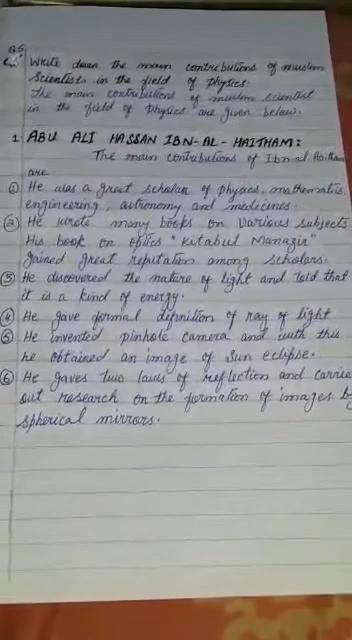 Q5
Write down the main contributions of muslim
Scientists in the field of physics.
The main contributions of muslim scientist
in the field of Physics are given below.
1. ABU ALI HASSAN IBN-AL-HAITHAM:
The main contributions of Ibn al Haitham
are
① He was a great scholar of physics, mathematics,
engineering, astronomy and medicines.
② He wrote many books on various subjects
His book on optics "Kitabul Manazir"
gained great reputation among scholars.
③ He discovered the nature of light and told that
it is a kind of energy.
④ He gave formal definition of ray of light
⑤ He invented pinhole camera and with this
he obtained an image of Sun eclipse.
⑥ He gaves two laws of reflection and carrie
out research on the formation of images by
spherical mirrors.